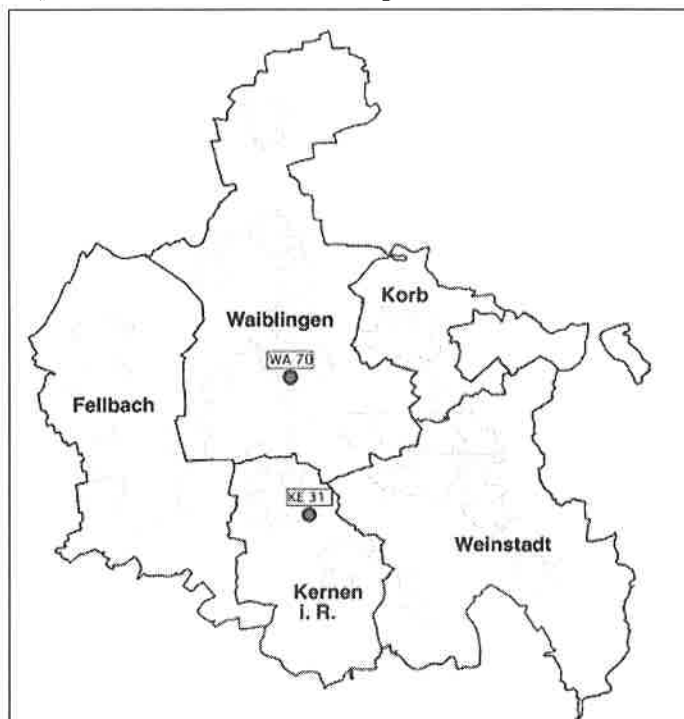 Korb
Waiblingen
WA 70
Fellbach
KE 31
Weinstadt
Kernen
i. R.